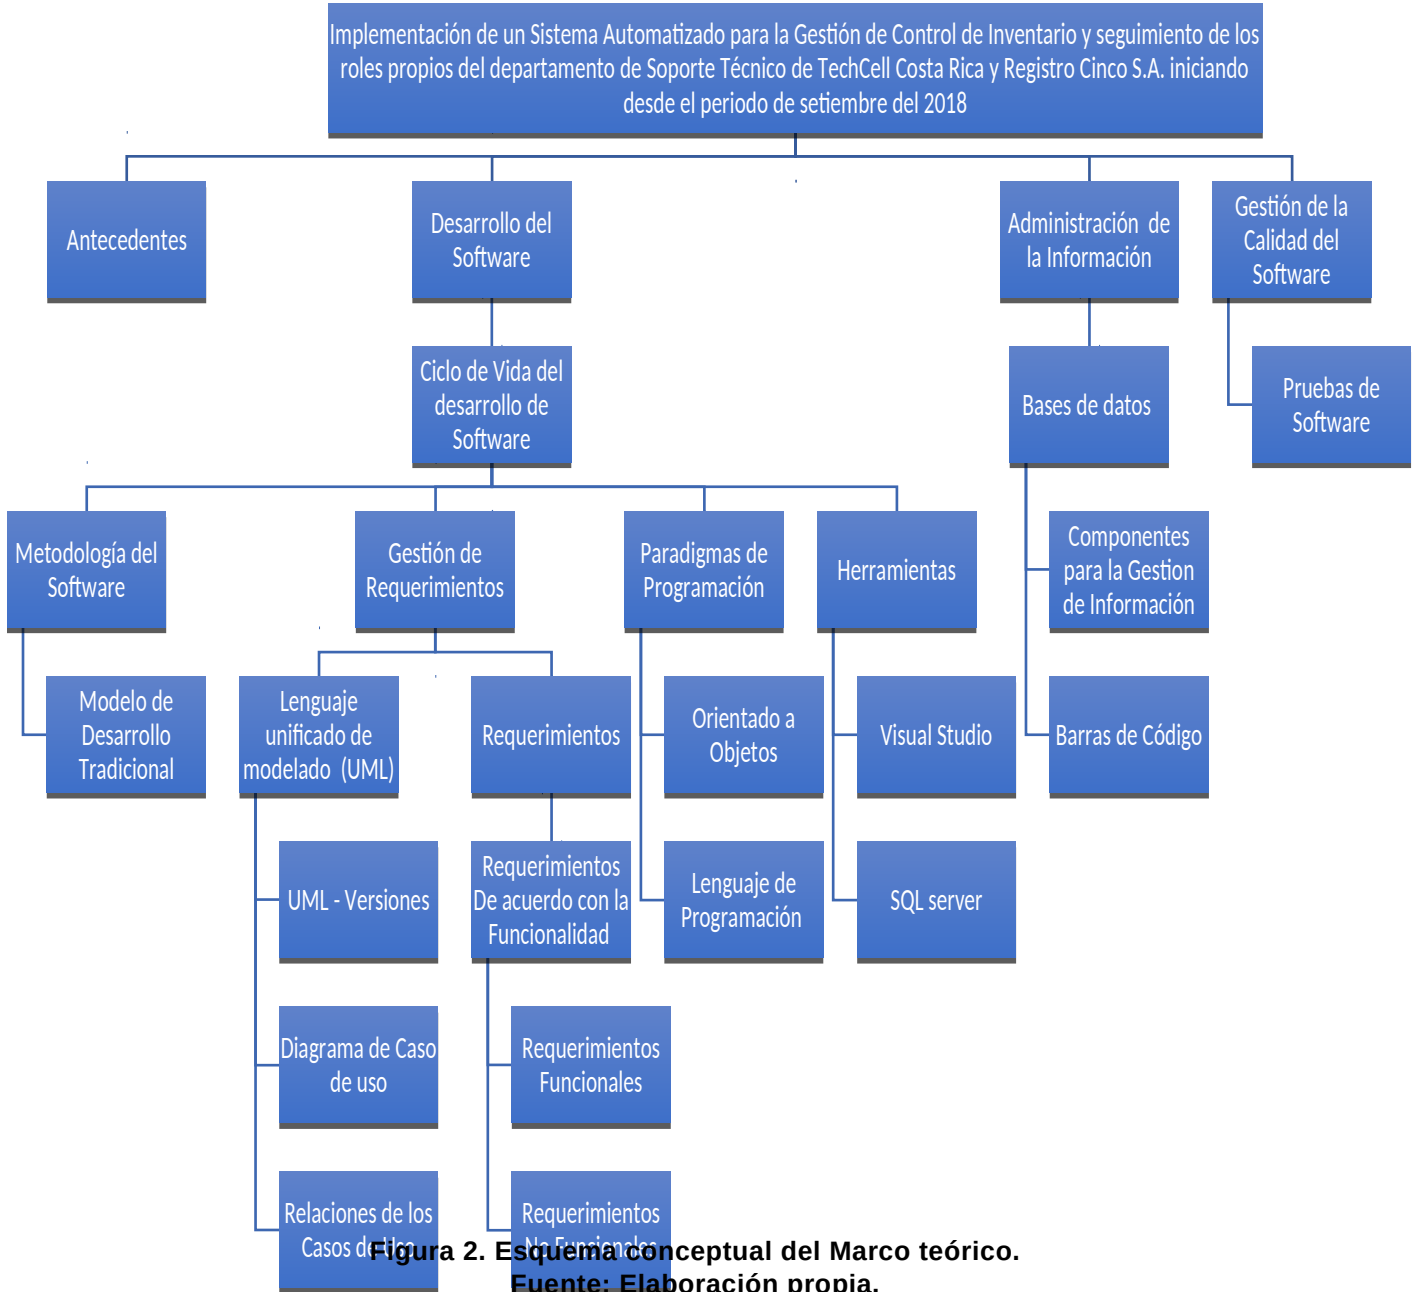 Implementación de un Sistema Automatizado para la Gestión de Control de Inventario y seguimiento de los
roles propios del departamento de Soporte Técnico de TechCell Costa Rica y Registro Cinco S.A. iniciando
desde el periodo de setiembre del 2018
Antecedentes
Desarrollo del
Software
Administración de
la Información
Gestión de la
Calidad del
Software
Ciclo de Vida del
desarrollo de
Software
Bases de datos
Pruebas de
Software
Metodología del
Software
Gestión de
Requerimientos
Paradigmas de
Programación
Herramientas
Componentes
para la Gestion
de Información
Modelo de
Desarrollo
Tradicional
Lenguaje
unificado de
modelado (UML)
Requerimientos
Orientado a
Objetos
Visual Studio
Barras de Código
UML - Versiones
Requerimientos
De acuerdo con la
Funcionalidad
Lenguaje de
Programación
SQL server
Diagrama de Caso
de uso
Requerimientos
Funcionales
Relaciones de los
Casos de Uso
Requerimientos
No Funcionales
Figura 2. Esquema conceptual del Marco teórico.
Fuente: Elaboración propia.